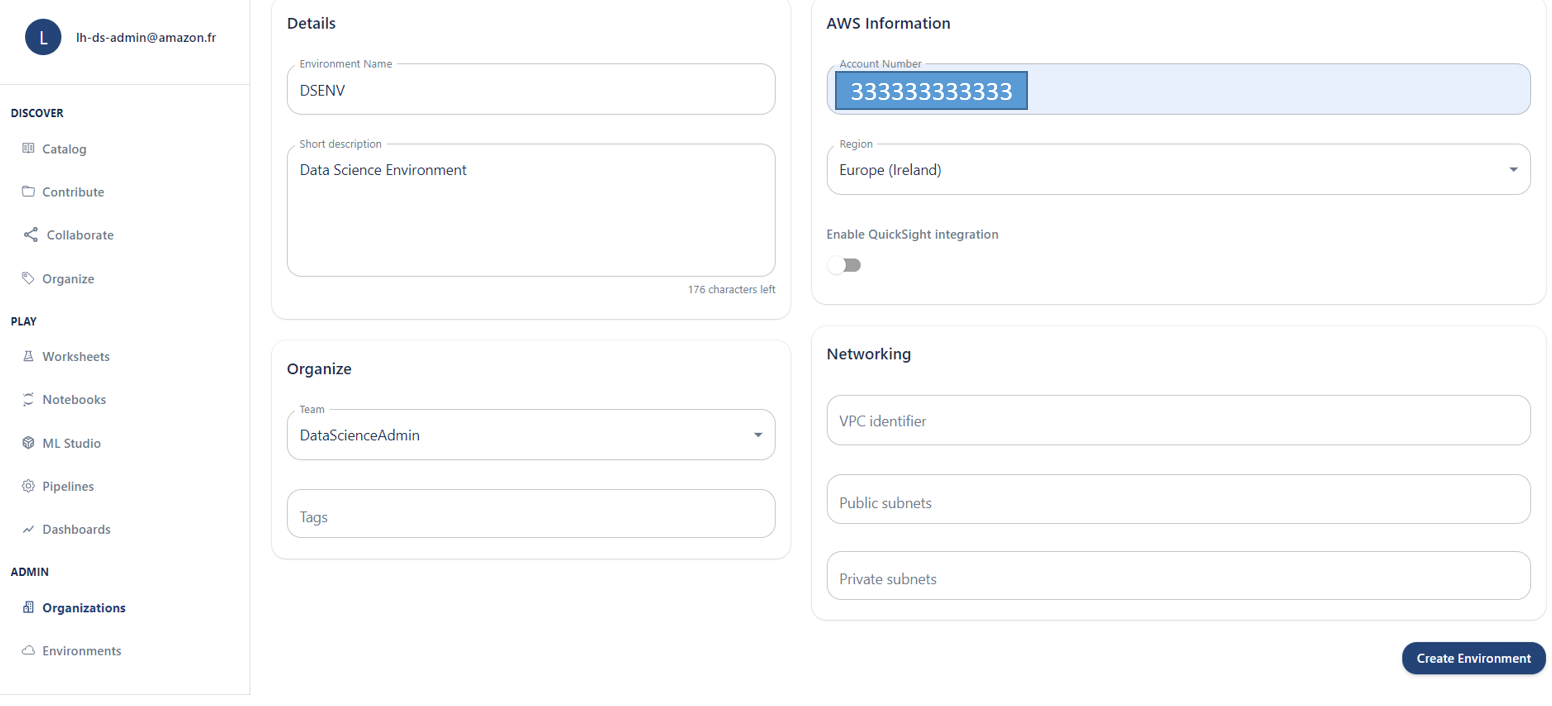 L
lh-ds-admin@amazon.fr
DISCOVER
Catalog
Contribute
Collaborate
Organize
PLAY
Worksheets
Notebooks
ML Studio
Pipelines
Dashboards
ADMIN
Organizations
Environments
Details
Environment Name
DSENV
Short description
Data Science Environment
176 characters left
Organize
Team
DataScienceAdmin
Tags
AWS Information
Account Number
333333333333
Region
Europe (Ireland)
Enable QuickSight integration
Networking
VPC identifier
Public subnets
Private subnets
Create Environment